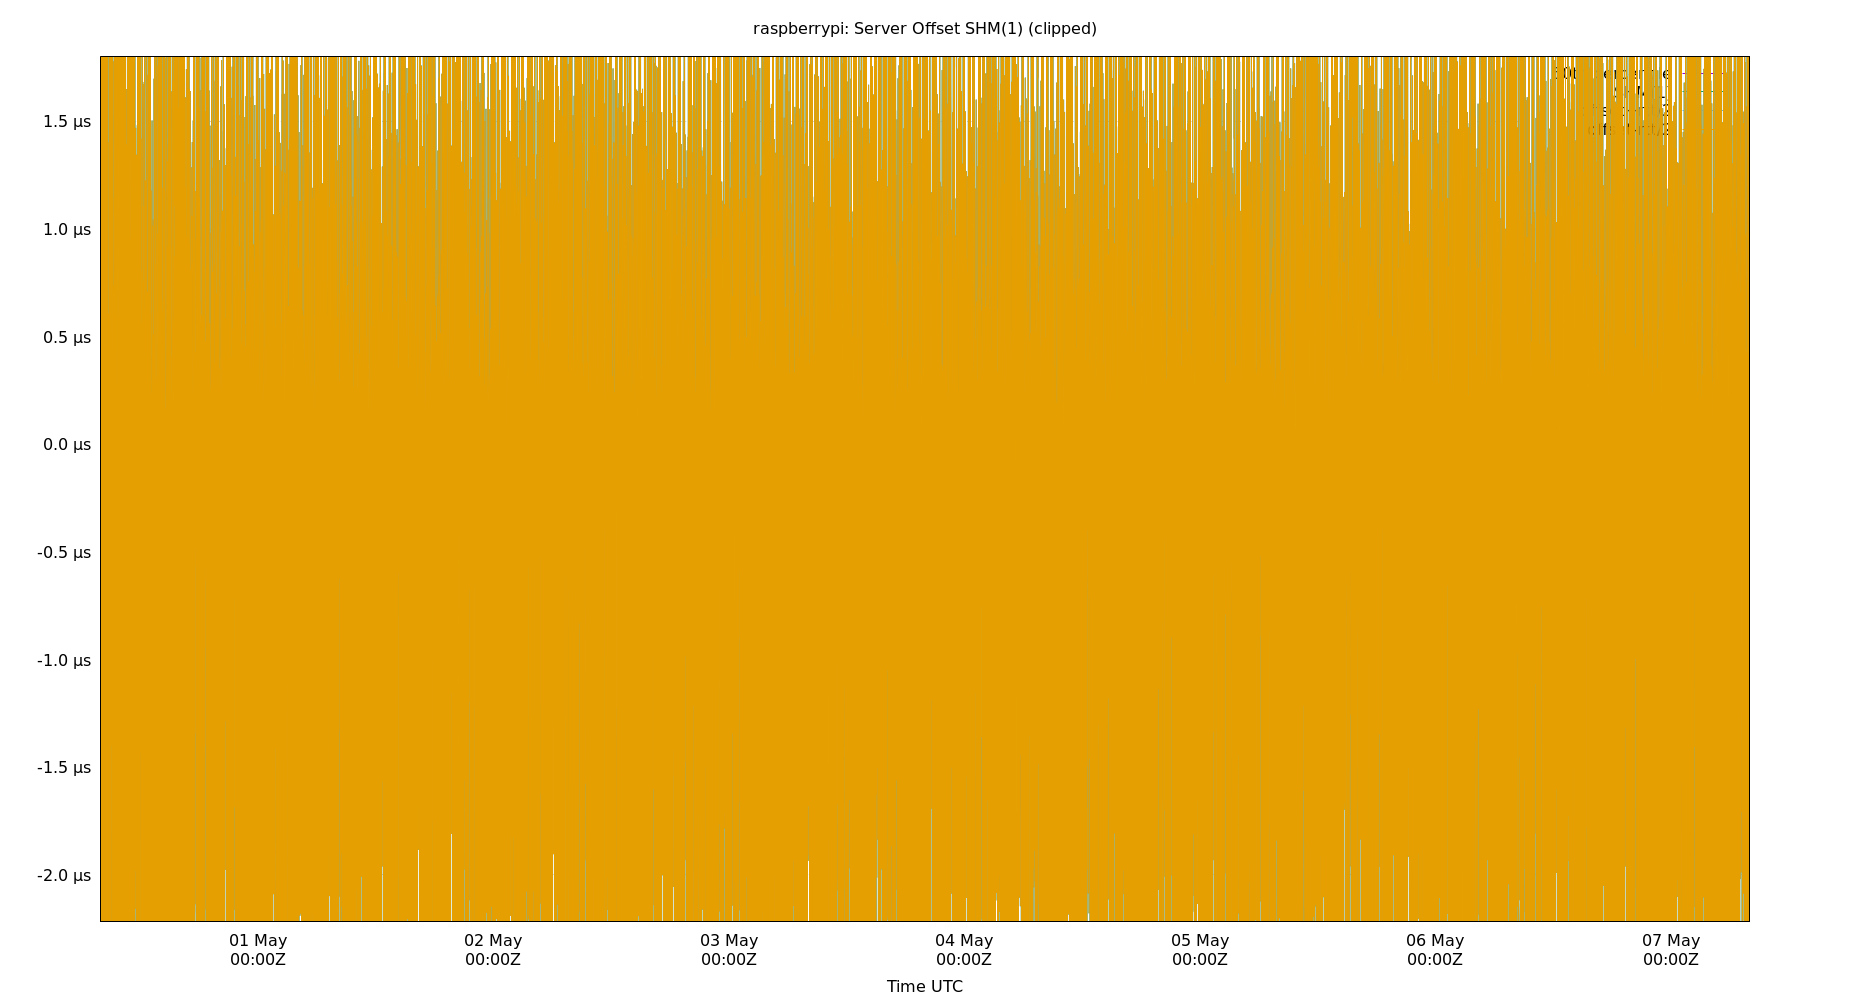 raspberrypi: Server Offset SHM(1) (clipped)
1.5 µs
1.0 µs
0.5 µs
0.0 µs
-0.5 µs
-1.0 µs
-1.5 µs
-2.0 µs
01 May
00:00Z
02 May
00:00Z
03 May
00:00Z
04 May
00:00Z
05 May
00:00Z
06 May
00:00Z
07 May
00:00Z
Time UTC